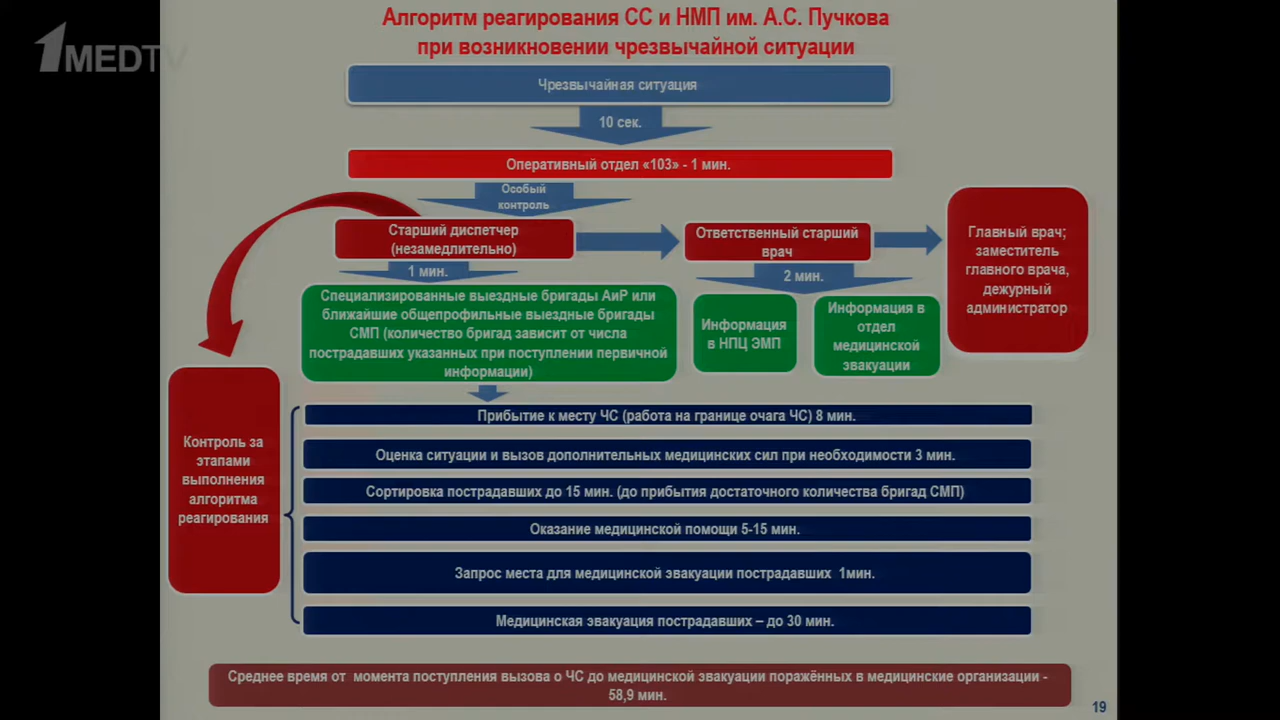 1MEDTV
Алгоритм реагирования СС и НМП им. А.С. Пучкова
при возникновении чрезвычайной ситуации
Чрезвычайная ситуация
10 сек.
Оперативный отдел «103» - 1 мин.
Особый
контроль
Старший диспетчер
(незамедлительно)
Ответственный старший
врач
Главный врач;
заместитель
главного врача,
дежурный
администратор
1 мин.
2 мин.
Специализированные выездные бригады АиР или
ближайшие общепрофильные выездные бригады
СМП (количество бригад зависит от числа
пострадавших указанных при поступлении первичной
информации)
Информация
в НПЦ ЭМП
Информация в
отдел
медицинской
эвакуации
Контроль за
этапами
выполнения
алгоритма
реагирования
Прибытие к месту ЧС (работа на границе очага ЧС) 8 мин.
Оценка ситуации и вызов дополнительных медицинских сил при необходимости 3 мин.
Сортировка пострадавших до 15 мин. (до прибытия достаточного количества бригад СМП)
Оказание медицинской помощи 5-15 мин.
Запрос места для медицинской эвакуации пострадавших 1мин.
Медицинская эвакуация пострадавших – до 30 мин.
Среднее время от момента поступления вызова о ЧС до медицинской эвакуации поражённых в медицинские организации -
58,9 мин.
19